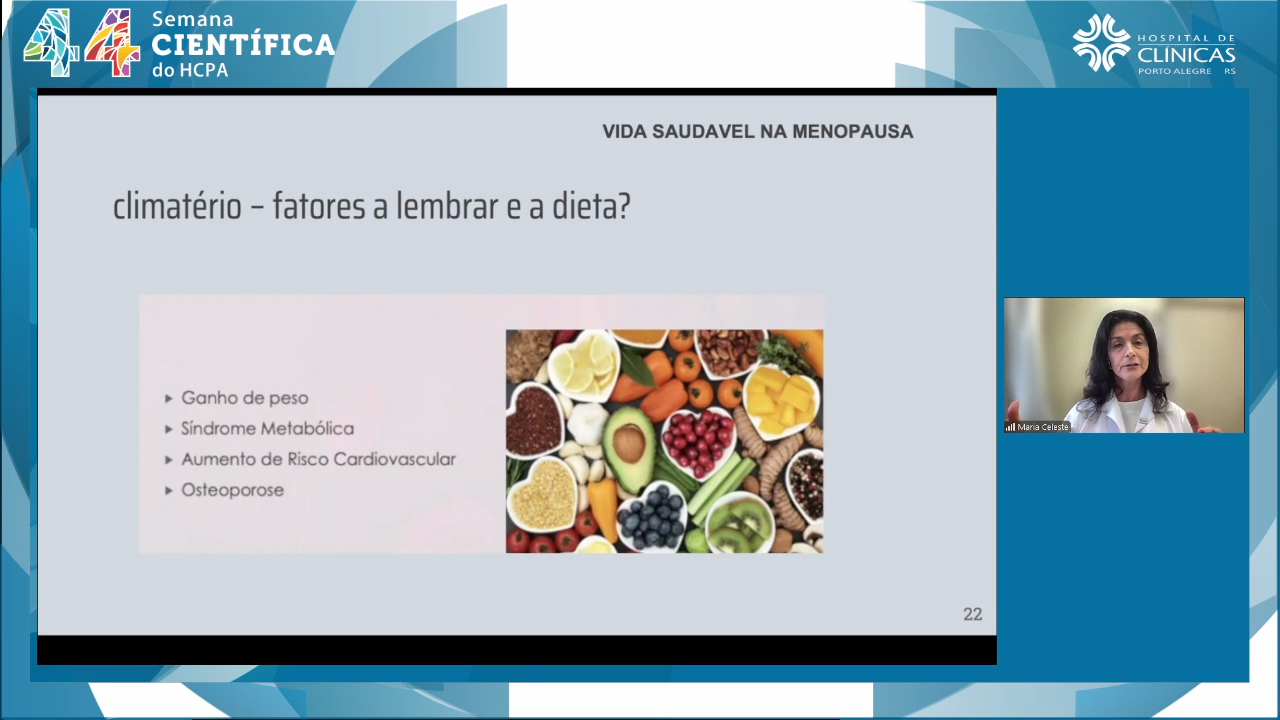 44
Semana
CIENTÍFICA
do HCPA
HOSPITAL DE
CLÍNICAS
PORTO ALEGRE RS
VIDA SAUDAVEL NA MENOPAUSA
climatério – fatores a lembrar e a dieta?
Ganho de peso
Síndrome Metabólica
Aumento de Risco Cardiovascular
Osteoporose
Maria Celeste
22